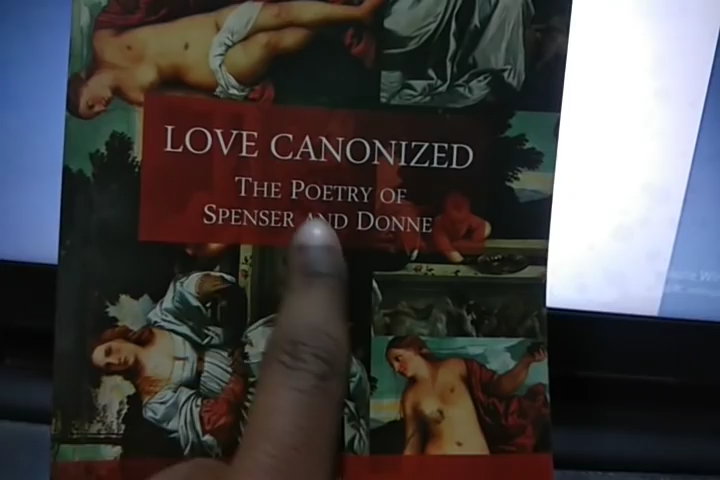 LOVE CANONIZED
THE POETRY OF
SPENSER AND DONNE